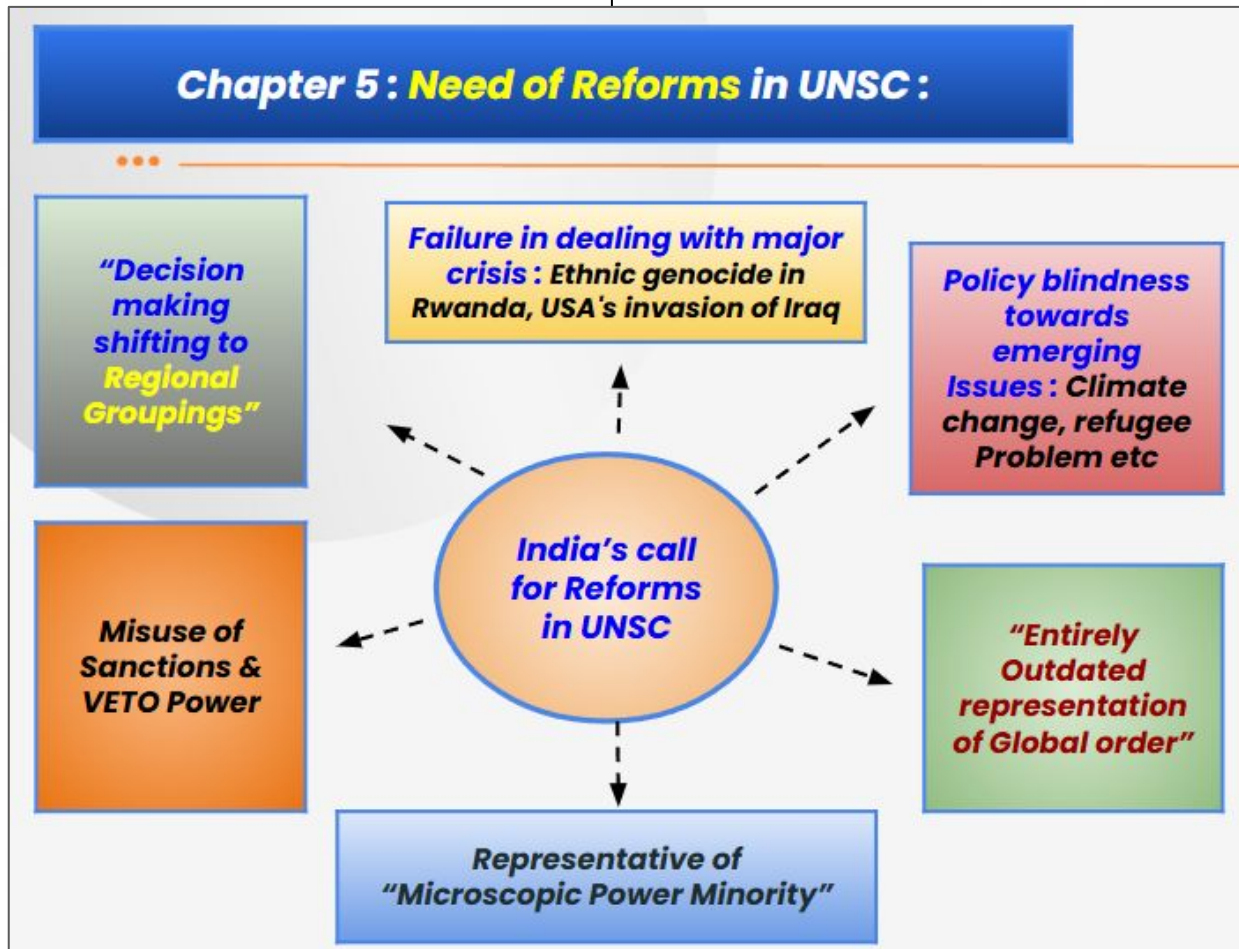 Chapter 5 : Need of Reforms in UNSC :
“Decision
making
shifting to
Regional
Groupings”
Failure in dealing with major
crisis : Ethnic genocide in
Rwanda, USA's invasion of Iraq
Policy blindness
towards
emerging
Issues : Climate
change, refugee
Problem etc
India’s call
for Reforms
in UNSC
Misuse of
Sanctions &
VETO Power
“Entirely
Outdated
representation
of Global order”
Representative of
“Microscopic Power Minority”